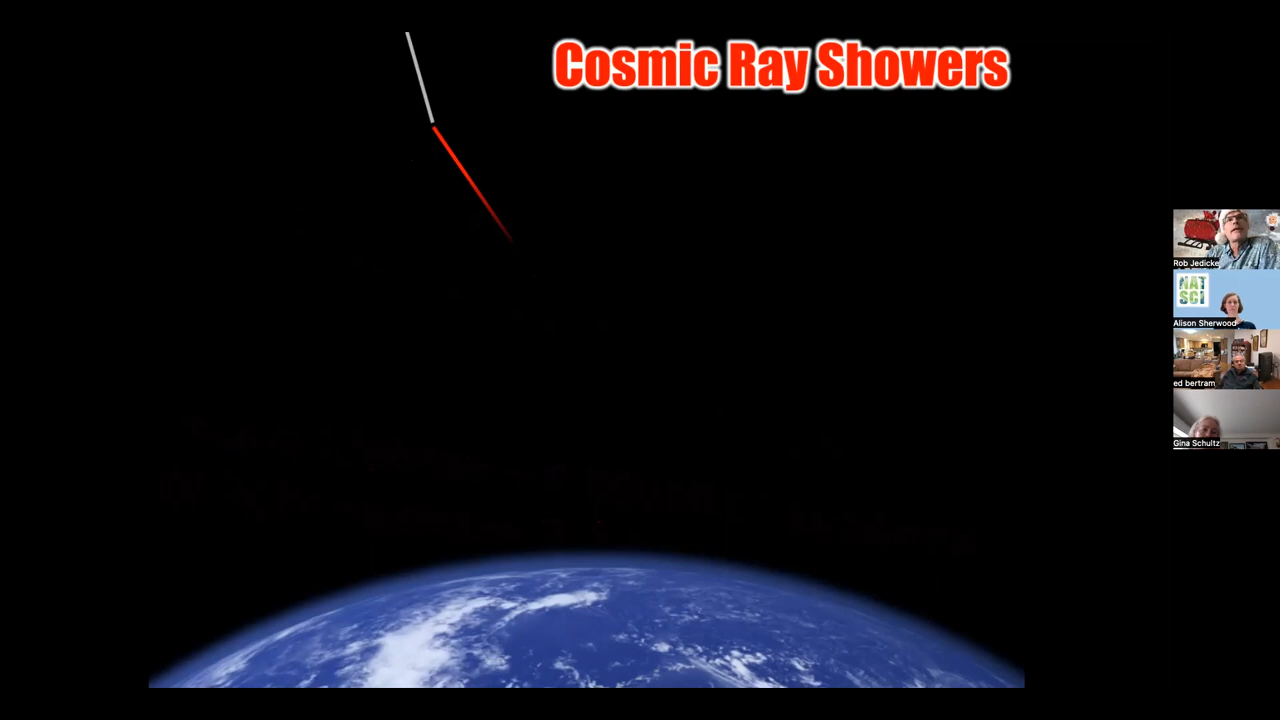 Cosmic Ray Showers
Rob Jedicke
NAT
SCI
Alison Sherwood
ed bertram
Gina Schultz